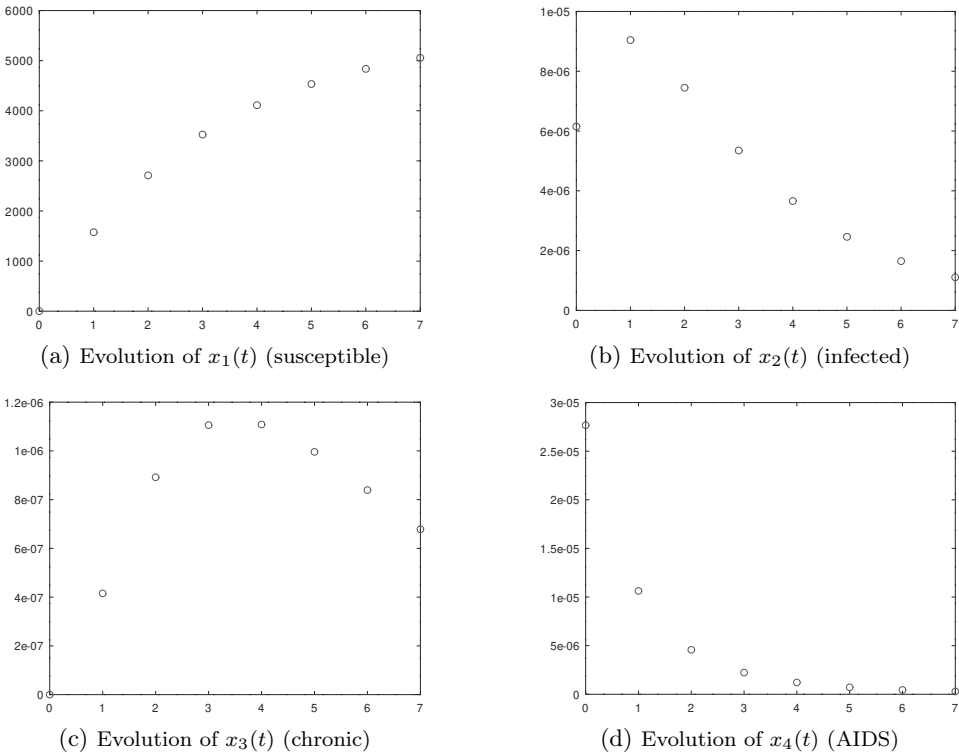 6000
5000
4000
3000
2000
1000
0
0 1 2 3 4 5 6 7
(a) Evolution of x₁(t) (susceptible)
1e-05
8e-06
6e-06
4e-06
2e-06
0
0 1 2 3 4 5 6 7
(b) Evolution of x₂(t) (infected)
1.2e-06
1e-06
8e-07
6e-07
4e-07
2e-07
0
0 1 2 3 4 5 6 7
(c) Evolution of x₃(t) (chronic)
3e-05
2.5e-05
2e-05
1.5e-05
1e-05
5e-06
0
0 1 2 3 4 5 6 7
(d) Evolution of x₄(t) (AIDS)